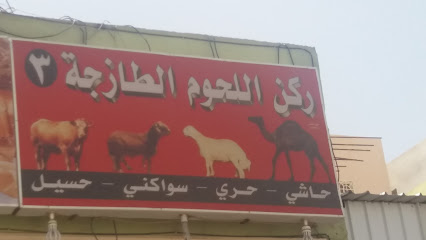 ركن اللحوم الطازجة ٣
حاشي - حري - سواكني - حسيل